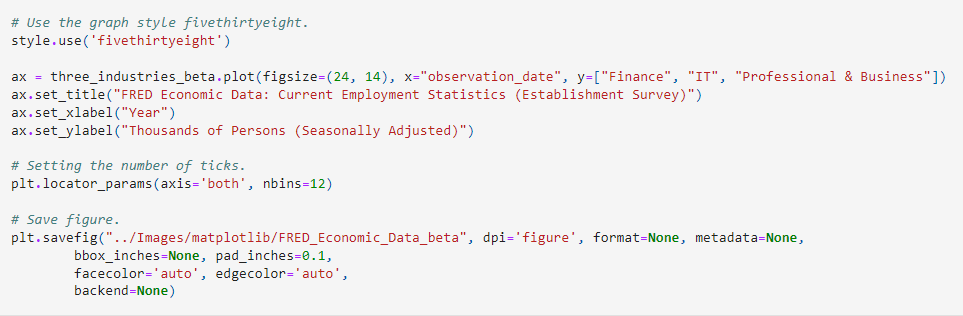 # Use the graph style fivethirtyeight.
style.use('fivethirtyeight')
ax = three_industries_beta.plot(figsize=(24, 14), x="observation_date", y=["Finance", "IT", "Professional & Business"])
ax.set_title("FRED Economic Data: Current Employment Statistics (Establishment Survey)")
ax.set_xlabel("Year")
ax.set_ylabel("Thousands of Persons (Seasonally Adjusted)")
# Setting the number of ticks.
plt.locator_params(axis='both', nbins=12)
# Save figure.
plt.savefig("../Images/matplotlib/FRED_Economic_Data_beta", dpi='figure', format=None, metadata=None,
        bbox_inches=None, pad_inches=0.1,
        facecolor='auto', edgecolor='auto',
        backend=None)